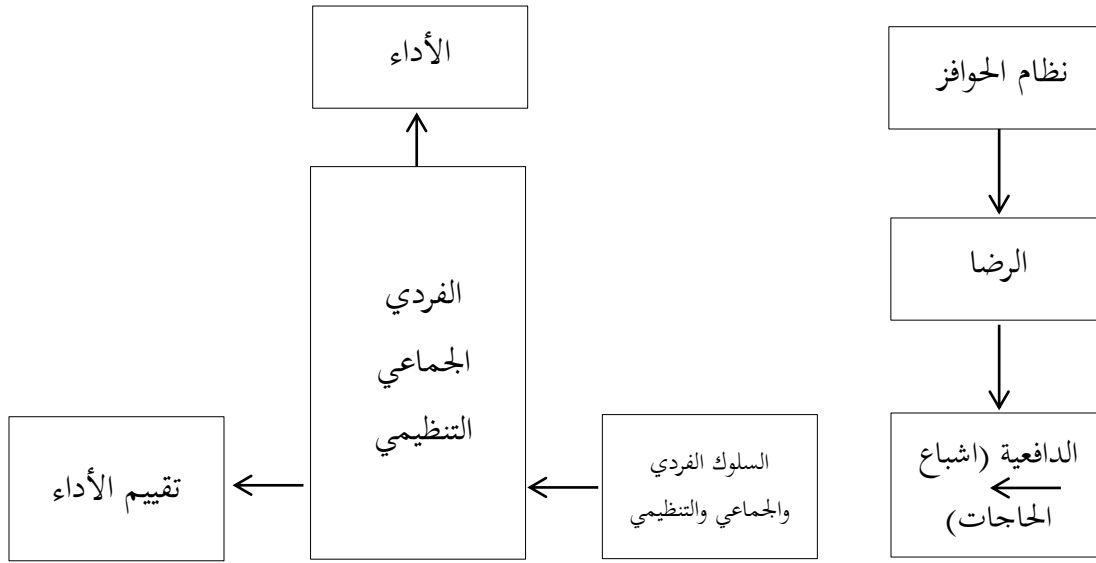 نظام الحوافز
الرضا
الدافعية (اشباع
الحاجات)
السلوك الفردي
والجماعي والتنظيمي
الأداء
الفردي
الجماعي
التنظيمي
تقييم الأداء